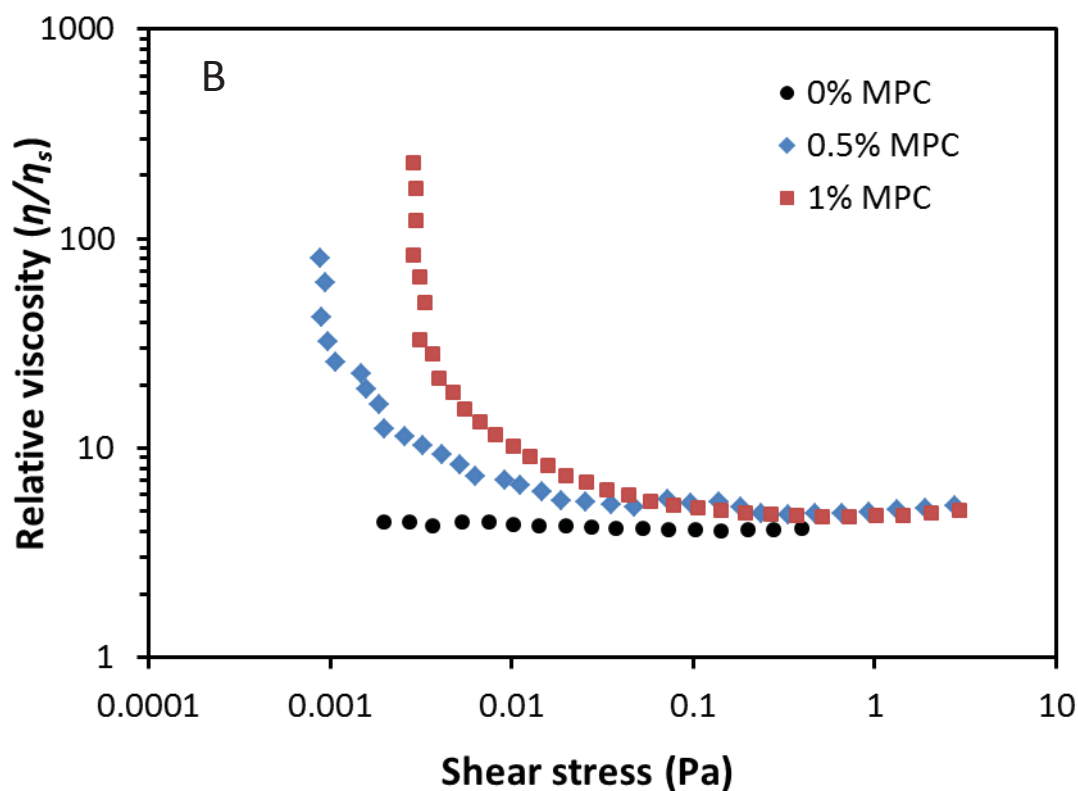 B
0% MPC
0.5% MPC
1% MPC
Relative viscosity (η/ηs)
1000
100
10
1
0.0001 0.001 0.01 0.1 1 10
Shear stress (Pa)